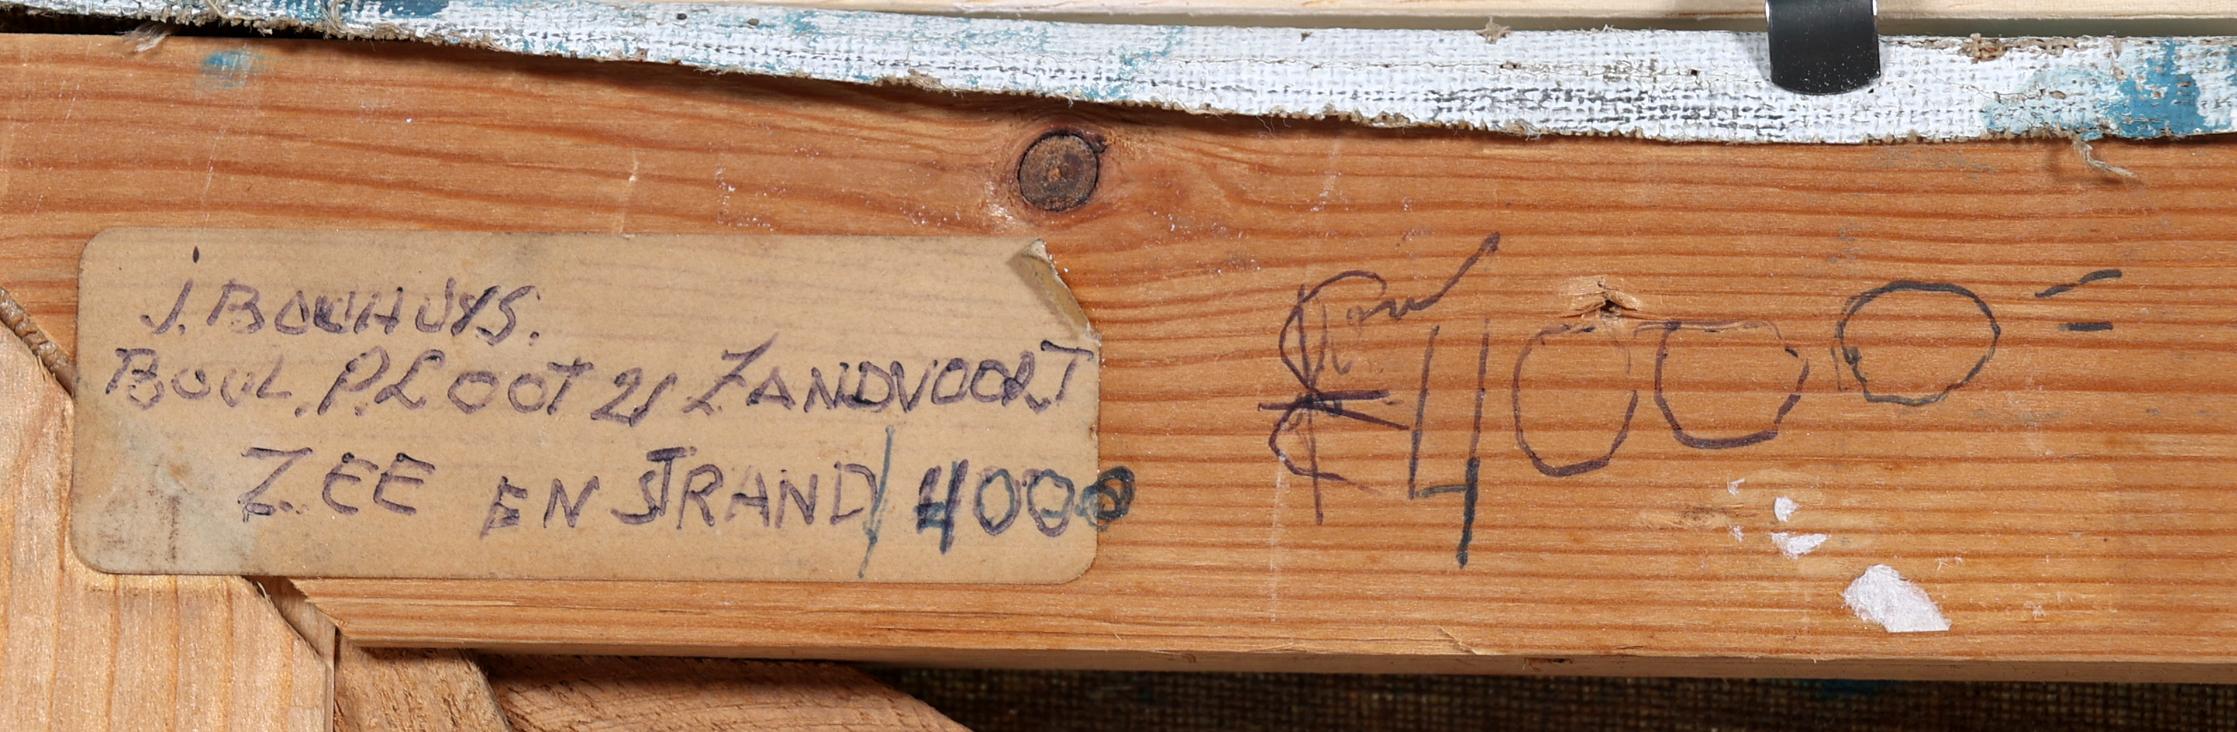 J. BOUHUYS.
BOUL. P. LOOT 21 ZANDVOORT
ZEE EN STRAND / 4000
4000 =